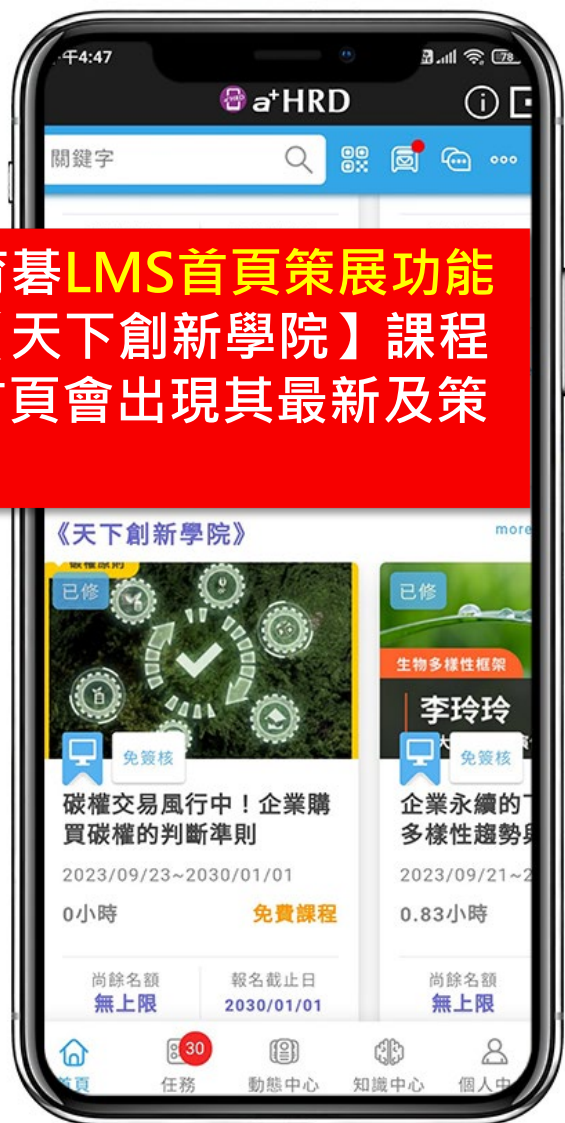 午4:47
78
a+HRD
關鍵字
育碁LMS首頁策展功能
【天下創新學院】課程
首頁會出現其最新及策
《天下創新學院》
more
碳權原則
已修
已修
生物多樣性框架
李玲玲
免簽核
免簽核
碳權交易風行中！企業購
買碳權的判斷準則
企業永續的
多樣性趨勢與
2023/09/23~2030/01/01
2023/09/21~2
0小時
免費課程
0.83小時
尚餘名額
報名截止日
尚餘名額
無上限
2030/01/01
無上限
30
首頁
任務
動態中心
知識中心
個人中